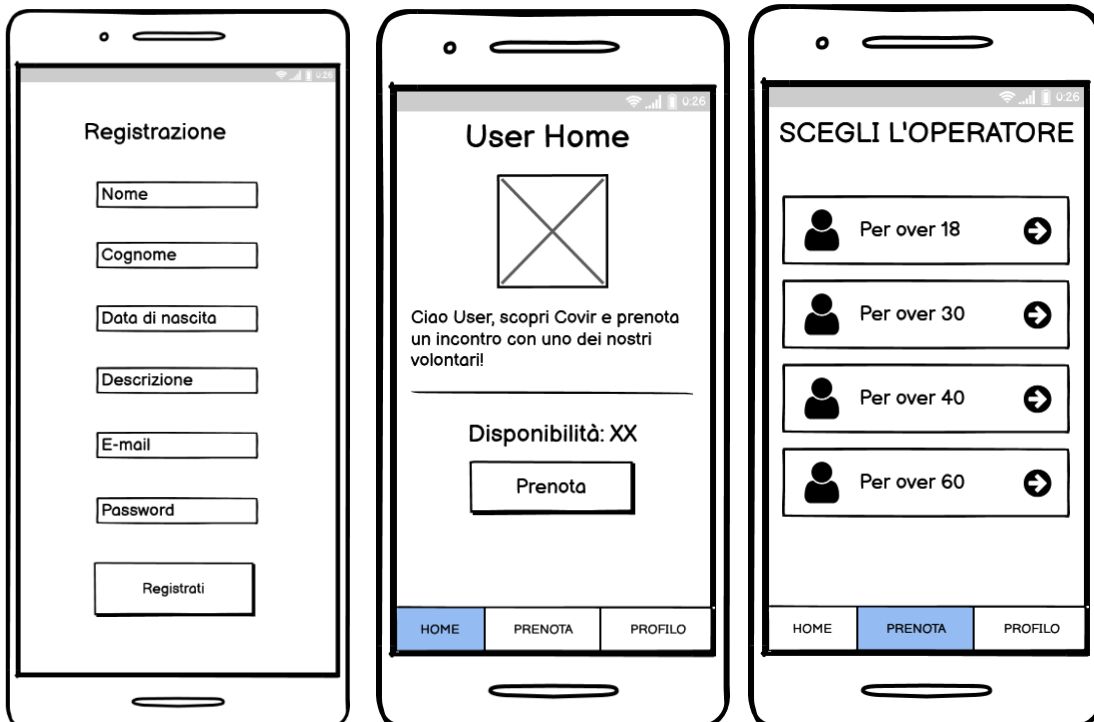 0:26
Registrazione
Nome
Cognome
Data di nascita
Descrizione
E-mail
Password
Registrati
0:26
User Home
Ciao User, scopri Covir e prenota
un incontro con uno dei nostri
volontari!
Disponibilità: XX
Prenota
HOME PRENOTA PROFILO
0:26
SCEGLI L'OPERATORE
Per over 18
Per over 30
Per over 40
Per over 60
HOME PRENOTA PROFILO